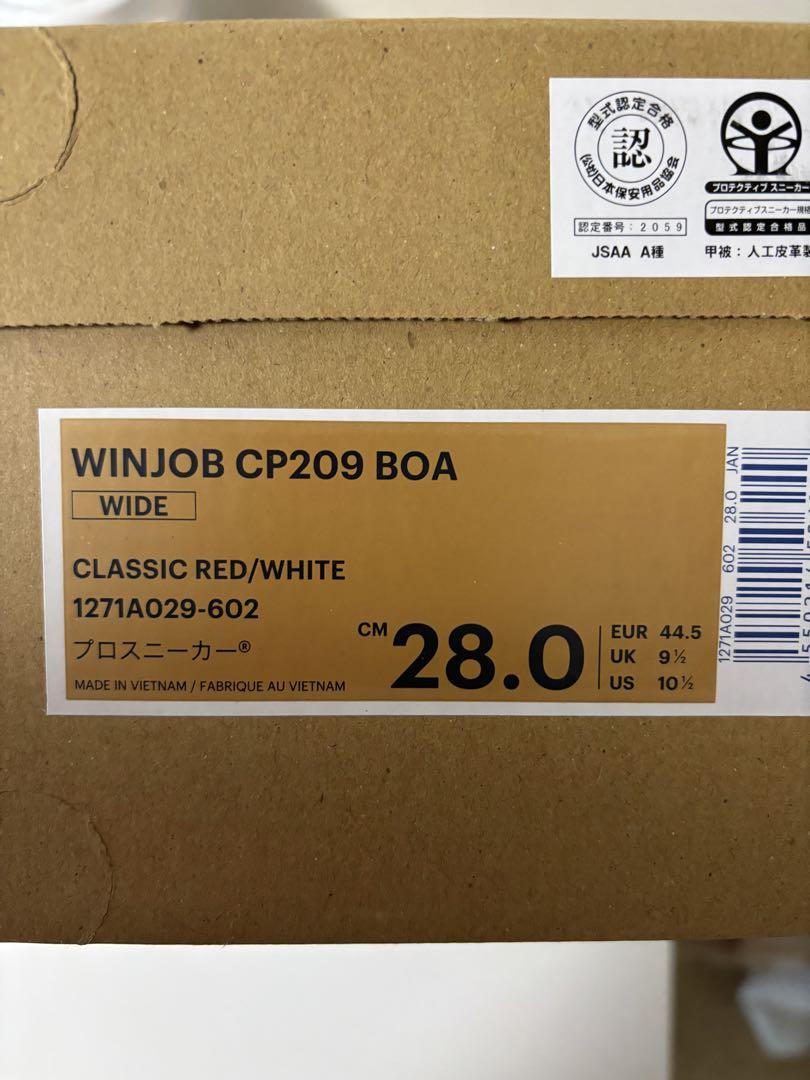 型式認定合格
認
(公社)日本保安用品協会
認定番号:2059
JSAA A種
プロテクティブ スニーカー
プロテクティブスニーカー規格
型式認定合格品
甲被:人工皮革製
WINJOB CP209 BOA
WIDE
CLASSIC RED/WHITE
1271A029-602
プロスニーカー®
MADE IN VIETNAM / FABRIQUE AU VIETNAM
CM 28.0
EUR 44.5
UK 9½
US 10½
1271A029 602 28.0 JAN